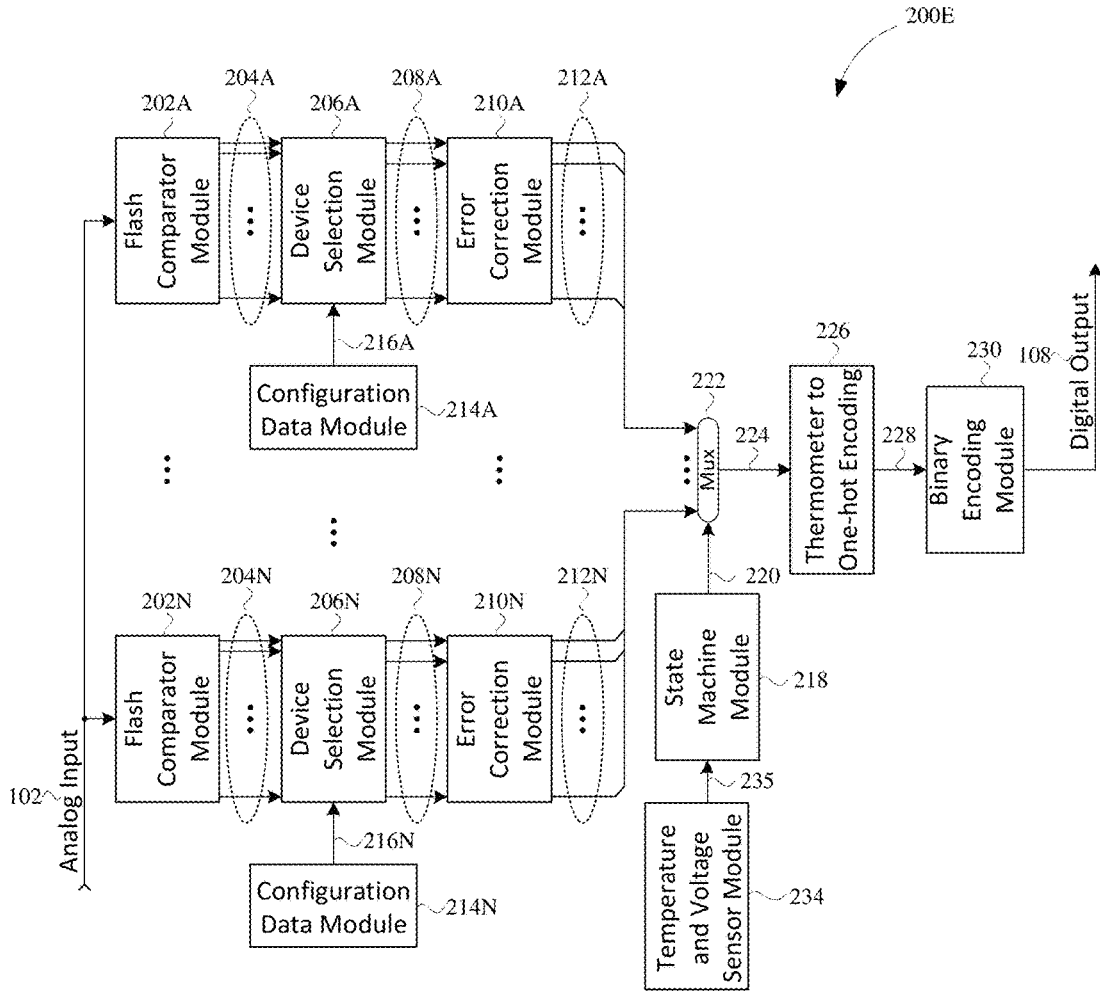 200E
204A
208A
212A
202A
206A
210A
Flash
Comparator
Module
Device
Selection
Module
Error
Correction
Module
216A
Configuration
Data Module
214A
222
Mux
224
226
Thermometer to
One-hot Encoding
228
230
Binary
Encoding
Module
108
Digital Output
204N
208N
212N
202N
206N
210N
Flash
Comparator
Module
Device
Selection
Module
Error
Correction
Module
220
State
Machine
Module
218
102
Analog Input
216N
Configuration
Data Module
214N
235
Temperature
and Voltage
Sensor Module
234